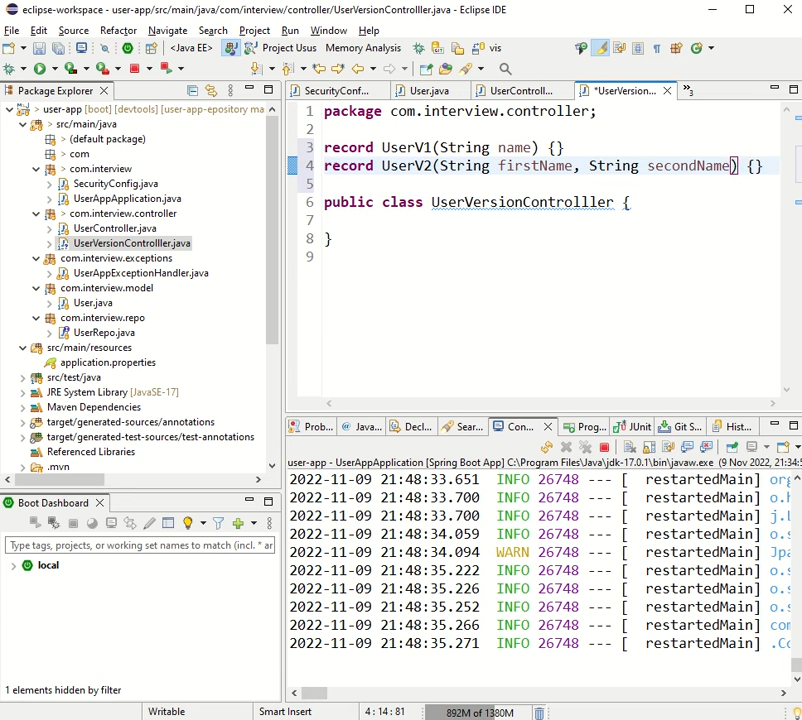 eclipse-workspace - user-app/src/main/java/com/interview/controller/UserVersionControlller.java - Eclipse IDE
File Edit Source Refactor Navigate Search Project Run Window Help
<Java EE> Project Usus Memory Analysis vis
Package Explorer
user-app [boot] [devtools] [user-app-epository ma
src/main/java
(default package)
com
com.interview
SecurityConfig.java
UserAppApplication.java
com.interview.controller
UserController.java
UserVersionControlller.java
com.interview.exceptions
UserAppExceptionHandler.java
com.interview.model
User.java
com.interview.repo
UserRepo.java
src/main/resources
application.properties
src/test/java
JRE System Library [JavaSE-17]
Maven Dependencies
target/generated-sources/annotations
target/generated-test-sources/test-annotations
Referenced Libraries
.mvn
Boot Dashboard
Type tags, projects, or working set names to match (incl. * ar
local
1 elements hidden by filter
SecurityConf... User.java UserControll... *UserVersion... »3
1 package com.interview.controller;
2
3 record UserV1(String name) {}
4 record UserV2(String firstName, String secondName) {}
5
6 public class UserVersionControlller {
7
8 }
9
Prob... Java... Decl... Sear... Con... Prog... JUnit Git S... Hist...
user-app - UserAppApplication [Spring Boot App] C:\Program Files\Java\jdk-17.0.1\bin\javaw.exe (9 Nov 2022, 21:34:5
2022-11-09 21:48:33.651 INFO 26748 --- [ restartedMain] org
2022-11-09 21:48:33.700 INFO 26748 --- [ restartedMain] o.h
2022-11-09 21:48:33.700 INFO 26748 --- [ restartedMain] j.L
2022-11-09 21:48:34.059 INFO 26748 --- [ restartedMain] o.s
2022-11-09 21:48:34.094 WARN 26748 --- [ restartedMain] Jpa
2022-11-09 21:48:35.222 INFO 26748 --- [ restartedMain] o.s
2022-11-09 21:48:35.226 INFO 26748 --- [ restartedMain] o.s
2022-11-09 21:48:35.252 INFO 26748 --- [ restartedMain] o.s
2022-11-09 21:48:35.266 INFO 26748 --- [ restartedMain] com
2022-11-09 21:48:35.271 INFO 26748 --- [ restartedMain] .Co
Writable Smart Insert 4 : 14 : 81 892M of 1380M